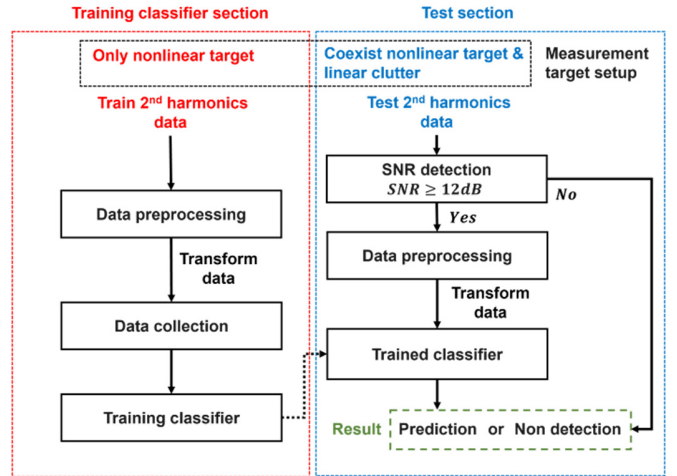 Training classifier section
Test section
Only nonlinear target
Coexist nonlinear target &
linear clutter
Measurement
target setup
Train 2nd harmonics
data
Data preprocessing
Transform
data
Data collection
Training classifier
Test 2nd harmonics
data
SNR detection
SNR ≥ 12dB
No
Yes
Data preprocessing
Transform
data
Trained classifier
Result
Prediction or Non detection